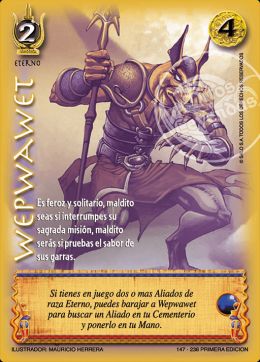 2
4
ETERNO
WEPWAWET
Es feroz y solitario, maldito
seas si interrumpes su
sagrada misión, maldito
serás si pruebas el sabor de
sus garras.
Si tienes en juego dos o mas Aliados de
raza Eterno, puedes barajar a Wepwawet
para buscar un Aliado en tu Cementerio
y ponerlo en tu Mano.
ILUSTRADOR: MAURICIO HERRERA
147 - 236 PRIMERA EDICION